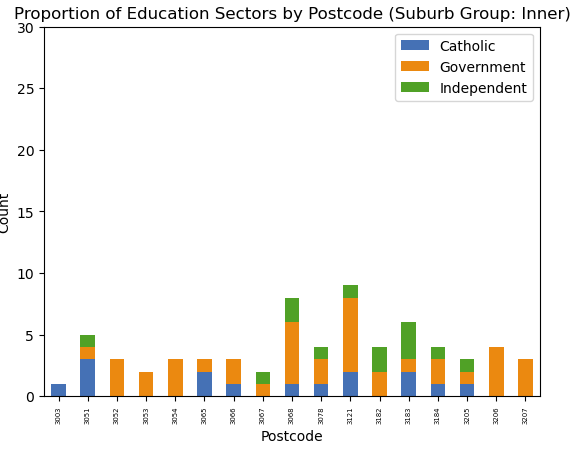 Proportion of Education Sectors by Postcode (Suburb Group: Inner)
Catholic
Government
Independent
30
25
20
15
10
5
0
Count
3003 3051 3052 3053 3054 3065 3066 3067 3068 3078 3121 3182 3183 3184 3205 3206 3207
Postcode